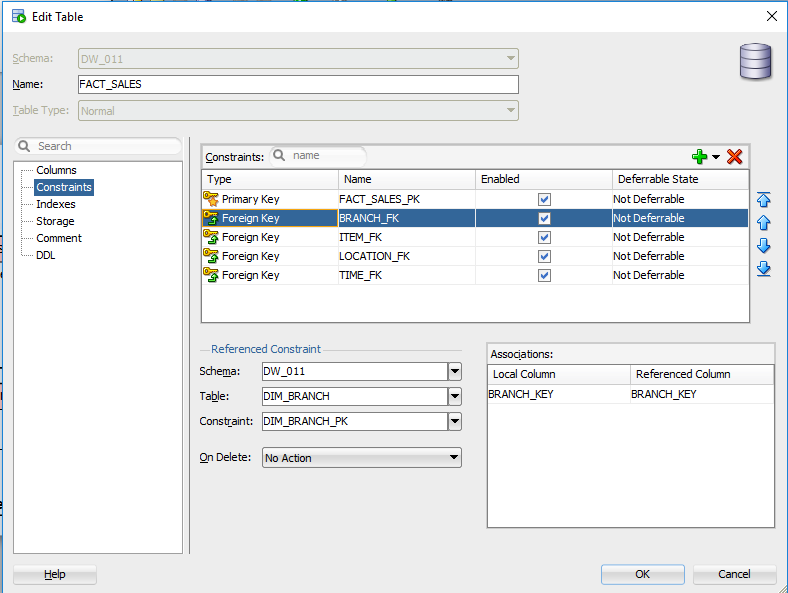 Edit Table
Schema: DW_011
Name: FACT_SALES
Table Type: Normal
Search
Columns
Constraints
Indexes
Storage
Comment
DDL
Constraints: name
Type Name Enabled Deferrable State
Primary Key FACT_SALES_PK Not Deferrable
Foreign Key BRANCH_FK Not Deferrable
Foreign Key ITEM_FK Not Deferrable
Foreign Key LOCATION_FK Not Deferrable
Foreign Key TIME_FK Not Deferrable
Referenced Constraint
Schema: DW_011
Table: DIM_BRANCH
Constraint: DIM_BRANCH_PK
On Delete: No Action
Associations:
Local Column Referenced Column
BRANCH_KEY BRANCH_KEY
Help OK Cancel